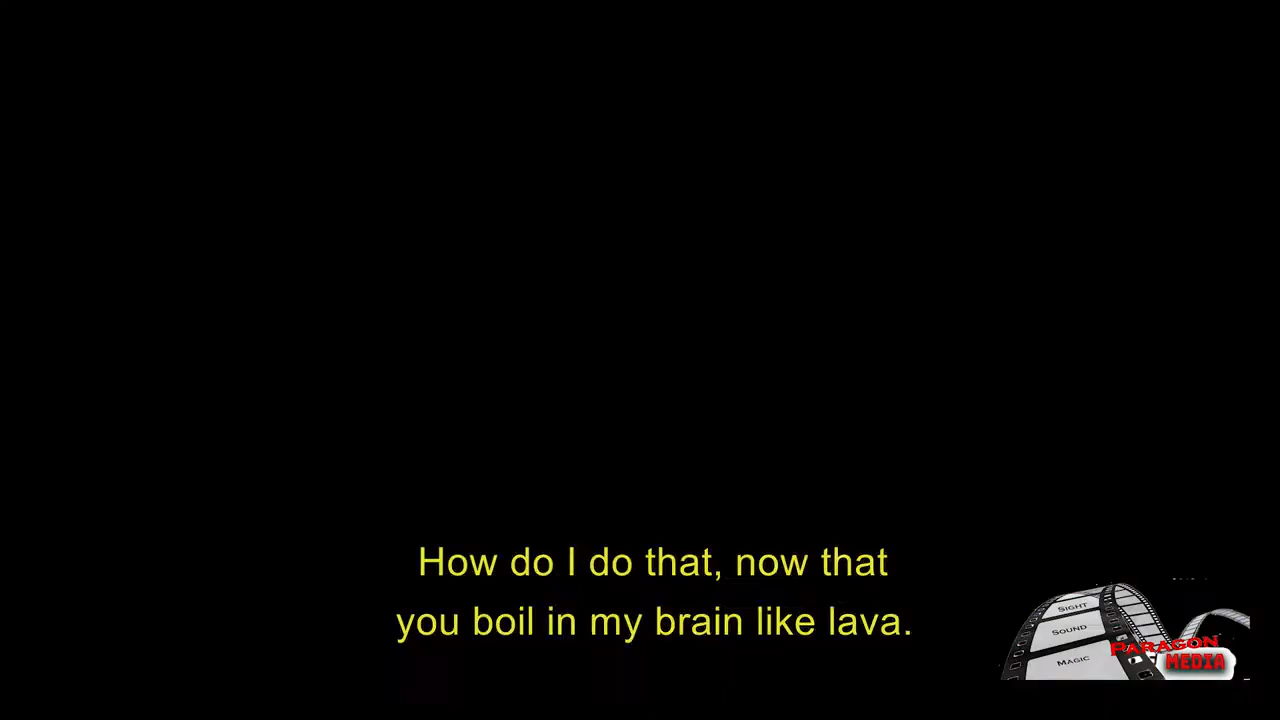 How do I do that, now that
you boil in my brain like lava.
SIGHT
SOUND
MAGIC
PARAGON
MEDIA